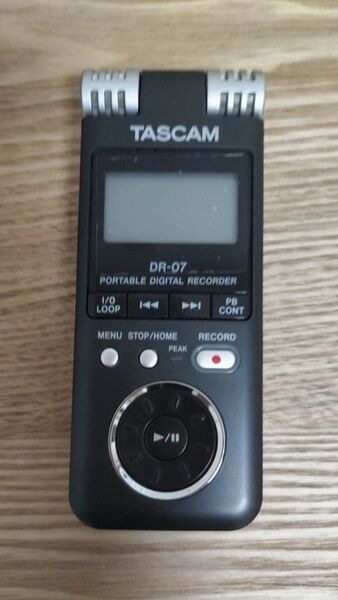 TASCAM
DR-07
PORTABLE DIGITAL RECORDER
I/O LOOP
PB CONT
MENU STOP/HOME RECORD
PEAK